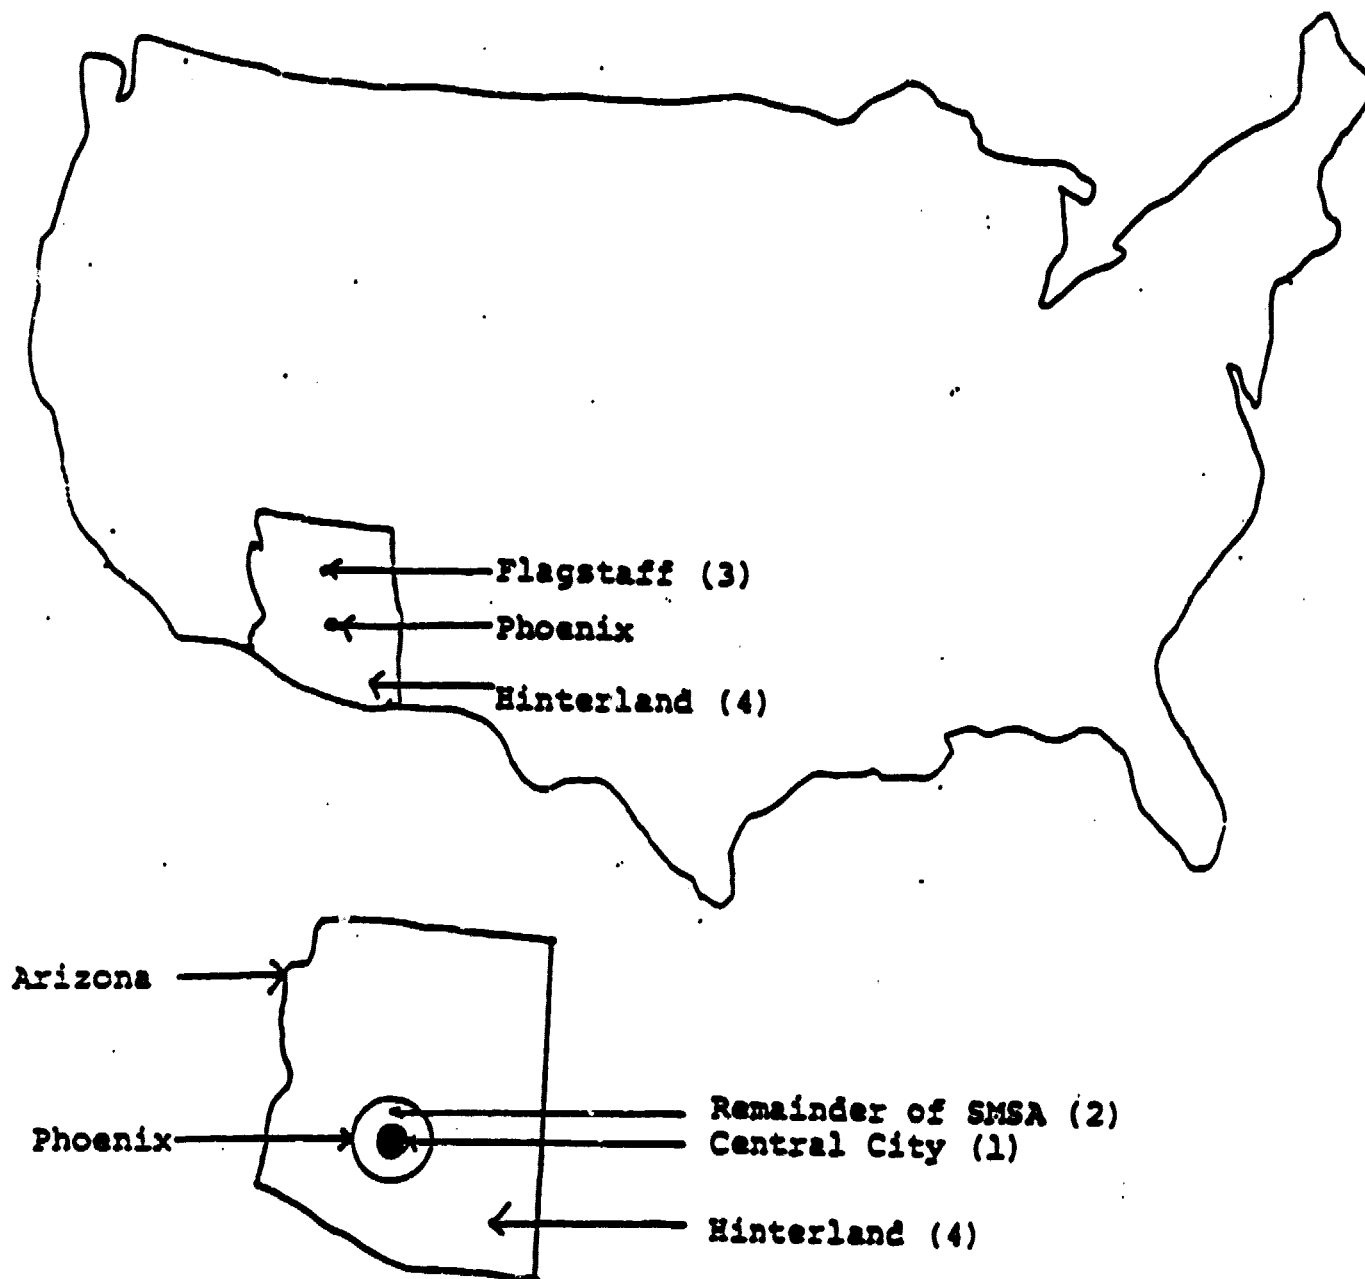 Flagstaff (3)
Phoenix
Hinterland (4)
Arizona
Remainder of SMSA (2)
Phoenix
Central City (1)
Hinterland (4)